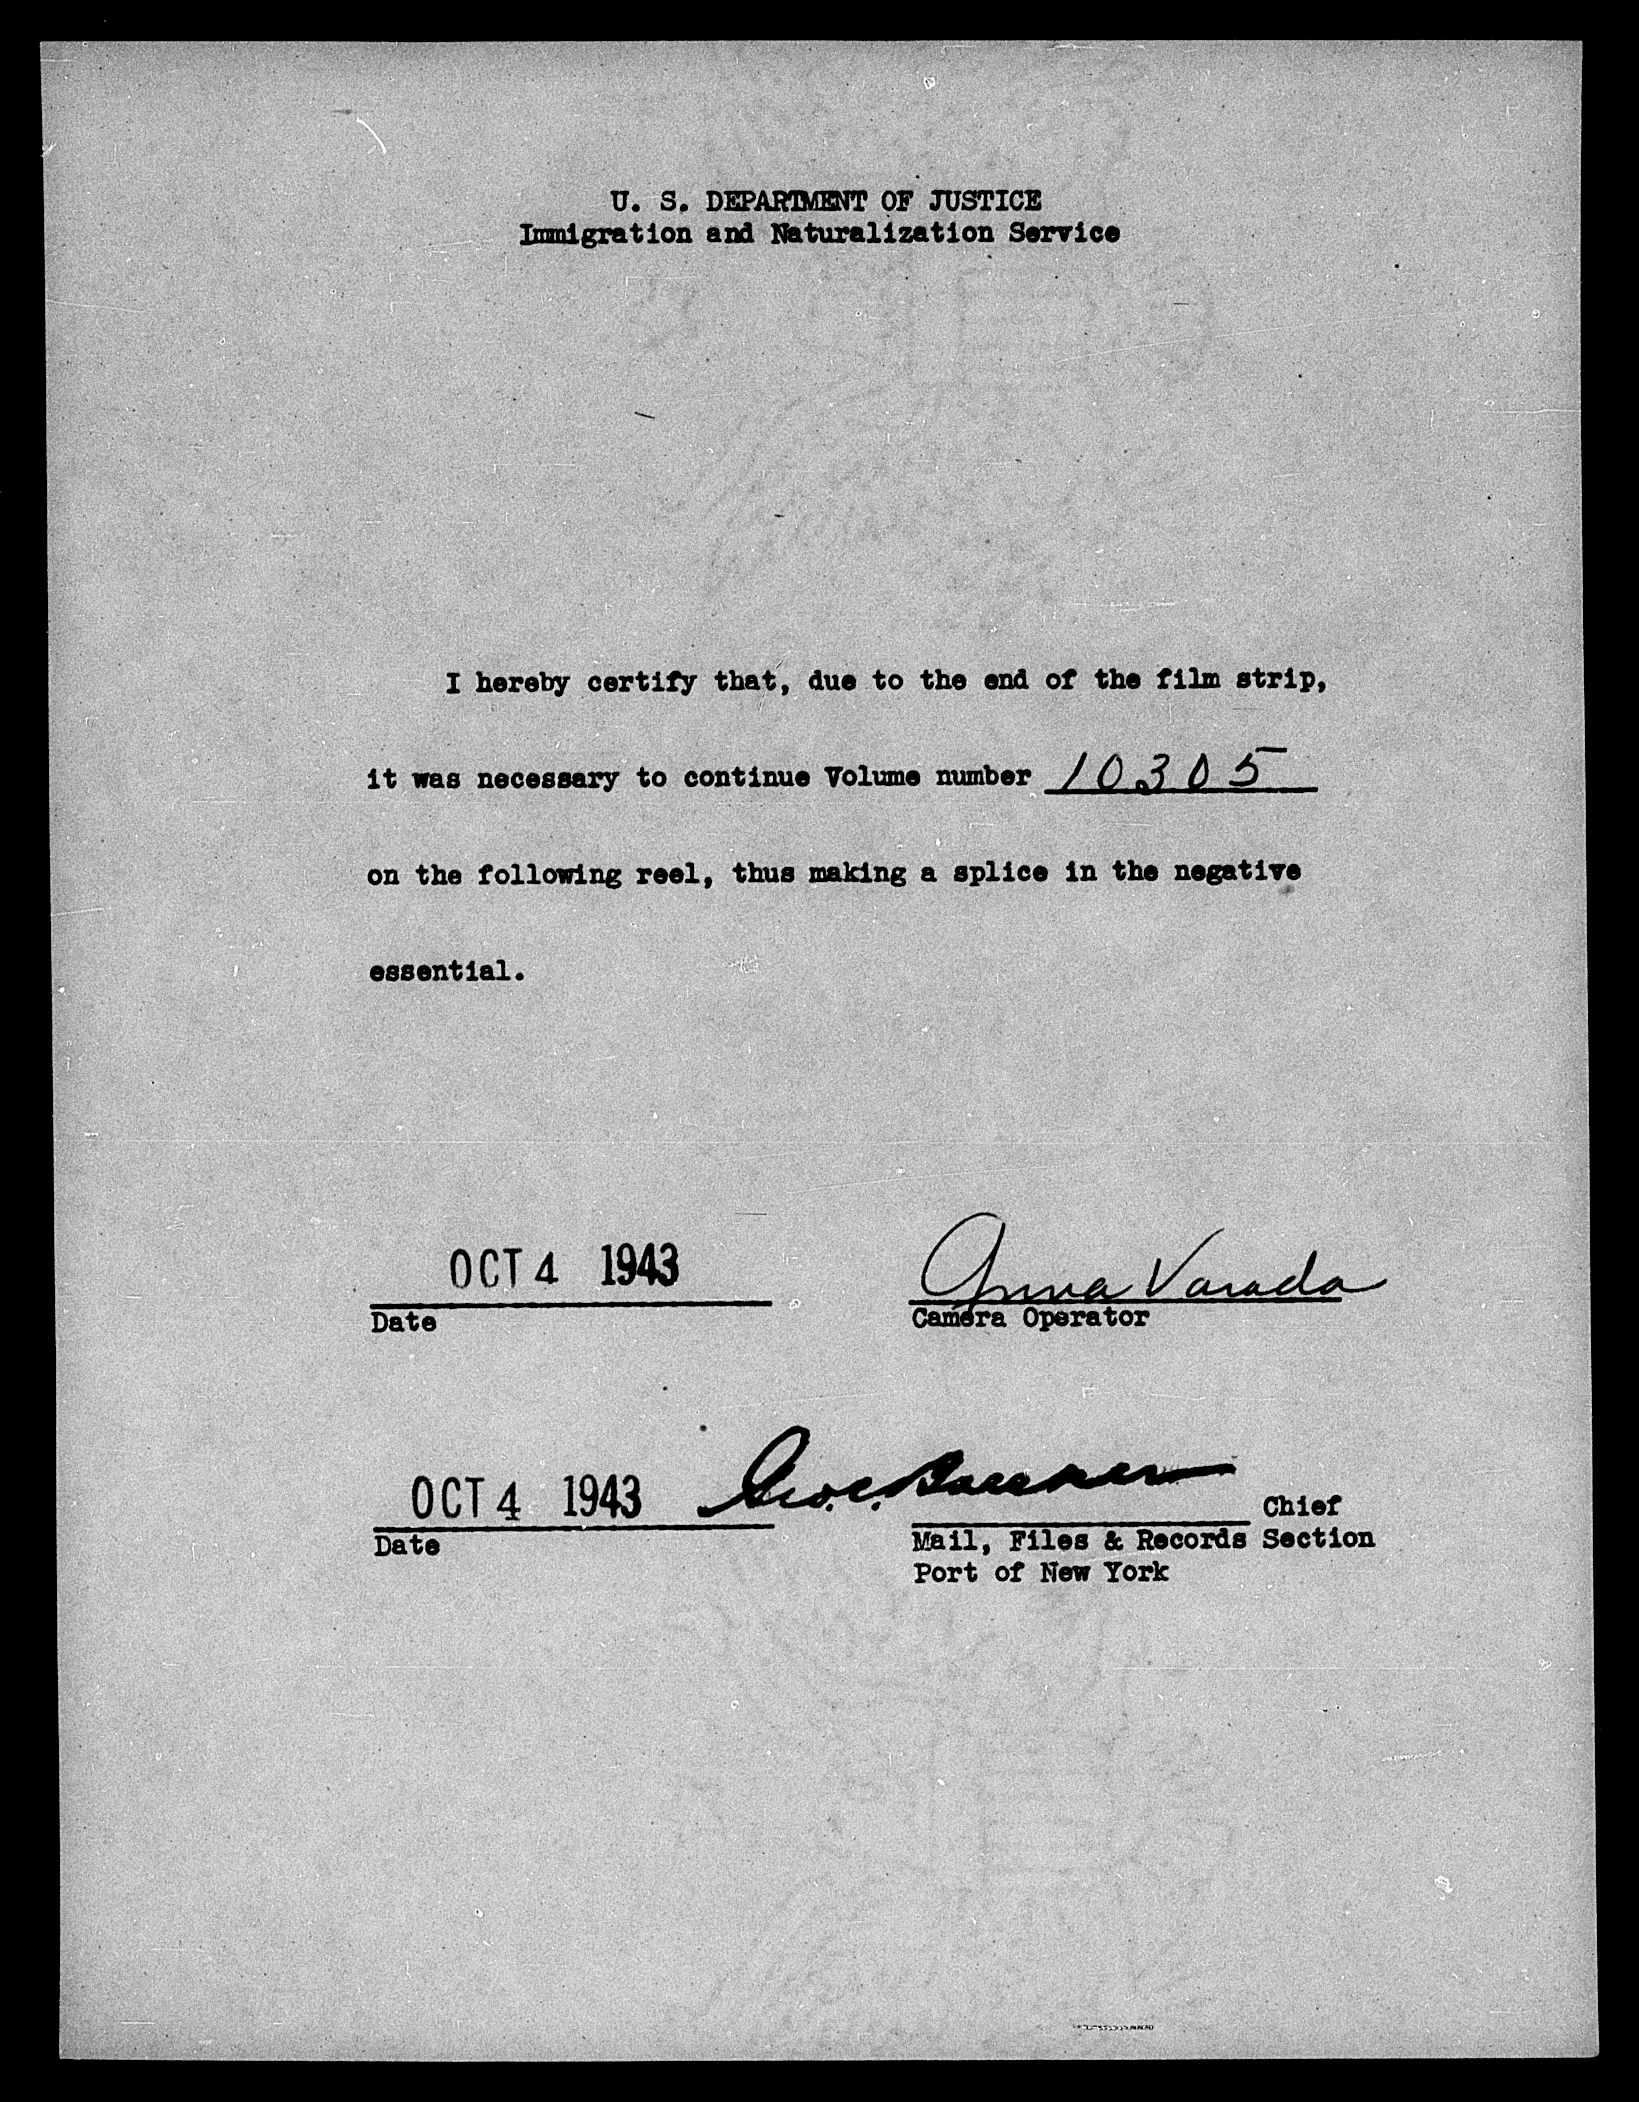 U. S. DEPARTMENT OF JUSTICE
Immigration and Naturalization Service
I hereby certify that, due to the end of the film strip,
it was necessary to continue Volume number 10305
on the following reel, thus making a splice in the negative
essential.
OCT 4 1943 Anna Varada
Date Camera Operator
OCT 4 1943 Geo. C. Chief
Date Mail, Files & Records Section
Port of New York